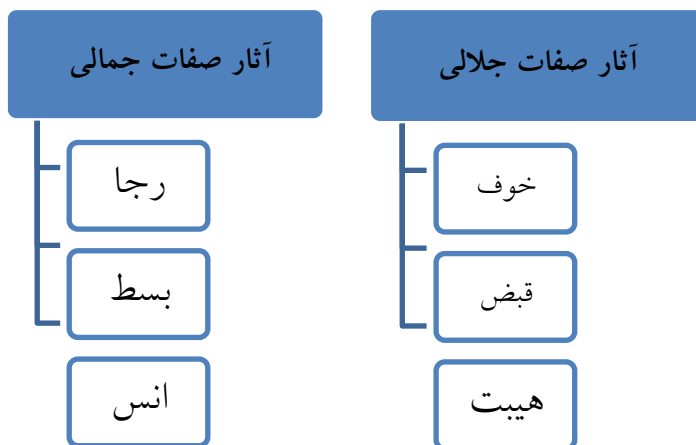 آثار صفات جلالی
خوف
قبض
هیبت
آثار صفات جمالی
رجا
بسط
انس